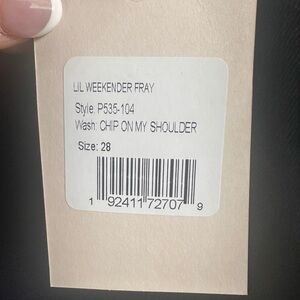 LIL WEEKENDER FRAY
Style: P535-104
Wash: CHIP ON MY SHOULDER
Size: 28
1 92411 72707 9